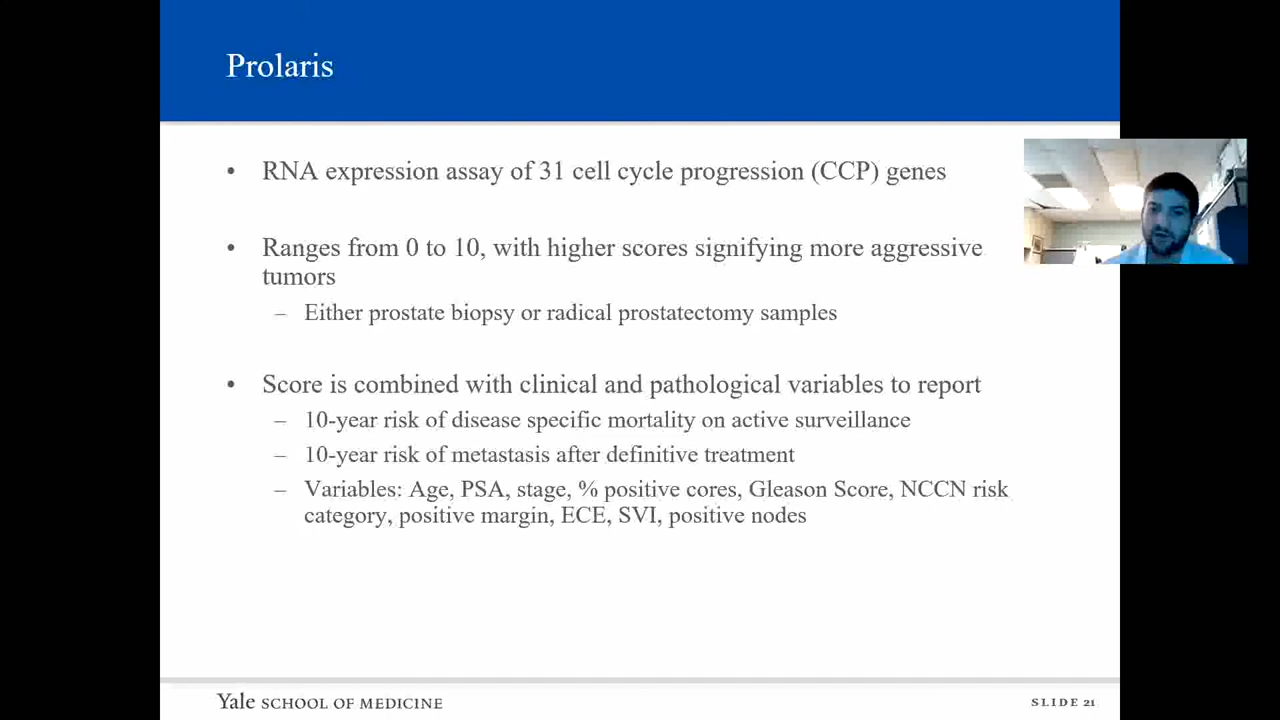 Prolaris
• RNA expression assay of 31 cell cycle progression (CCP) genes
• Ranges from 0 to 10, with higher scores signifying more aggressive
tumors
– Either prostate biopsy or radical prostatectomy samples
• Score is combined with clinical and pathological variables to report
– 10-year risk of disease specific mortality on active surveillance
– 10-year risk of metastasis after definitive treatment
– Variables: Age, PSA, stage, % positive cores, Gleason Score, NCCN risk
category, positive margin, ECE, SVI, positive nodes
Yale SCHOOL OF MEDICINE
SLIDE 21